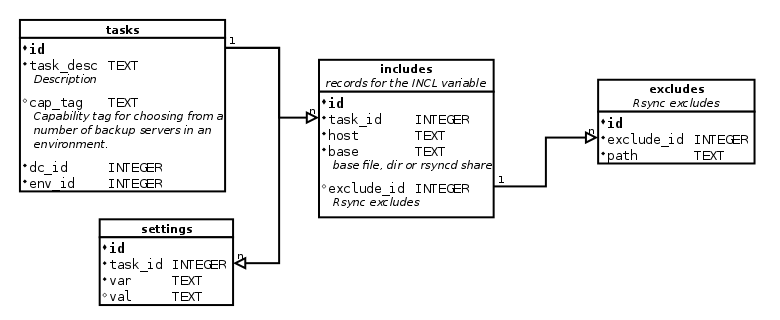 tasks
id
task_desc TEXT
Description
cap_tag TEXT
Capability tag for choosing from a
number of backup servers in an
environment.
dc_id INTEGER
env_id INTEGER
1
includes
records for the INCL variable
n
id
task_id INTEGER
host TEXT
base TEXT
base file, dir or rsyncd share
exclude_id INTEGER
Rsync excludes
1
excludes
Rsync excludes
n
id
exclude_id INTEGER
path TEXT
settings
id
n
task_id INTEGER
var TEXT
val TEXT